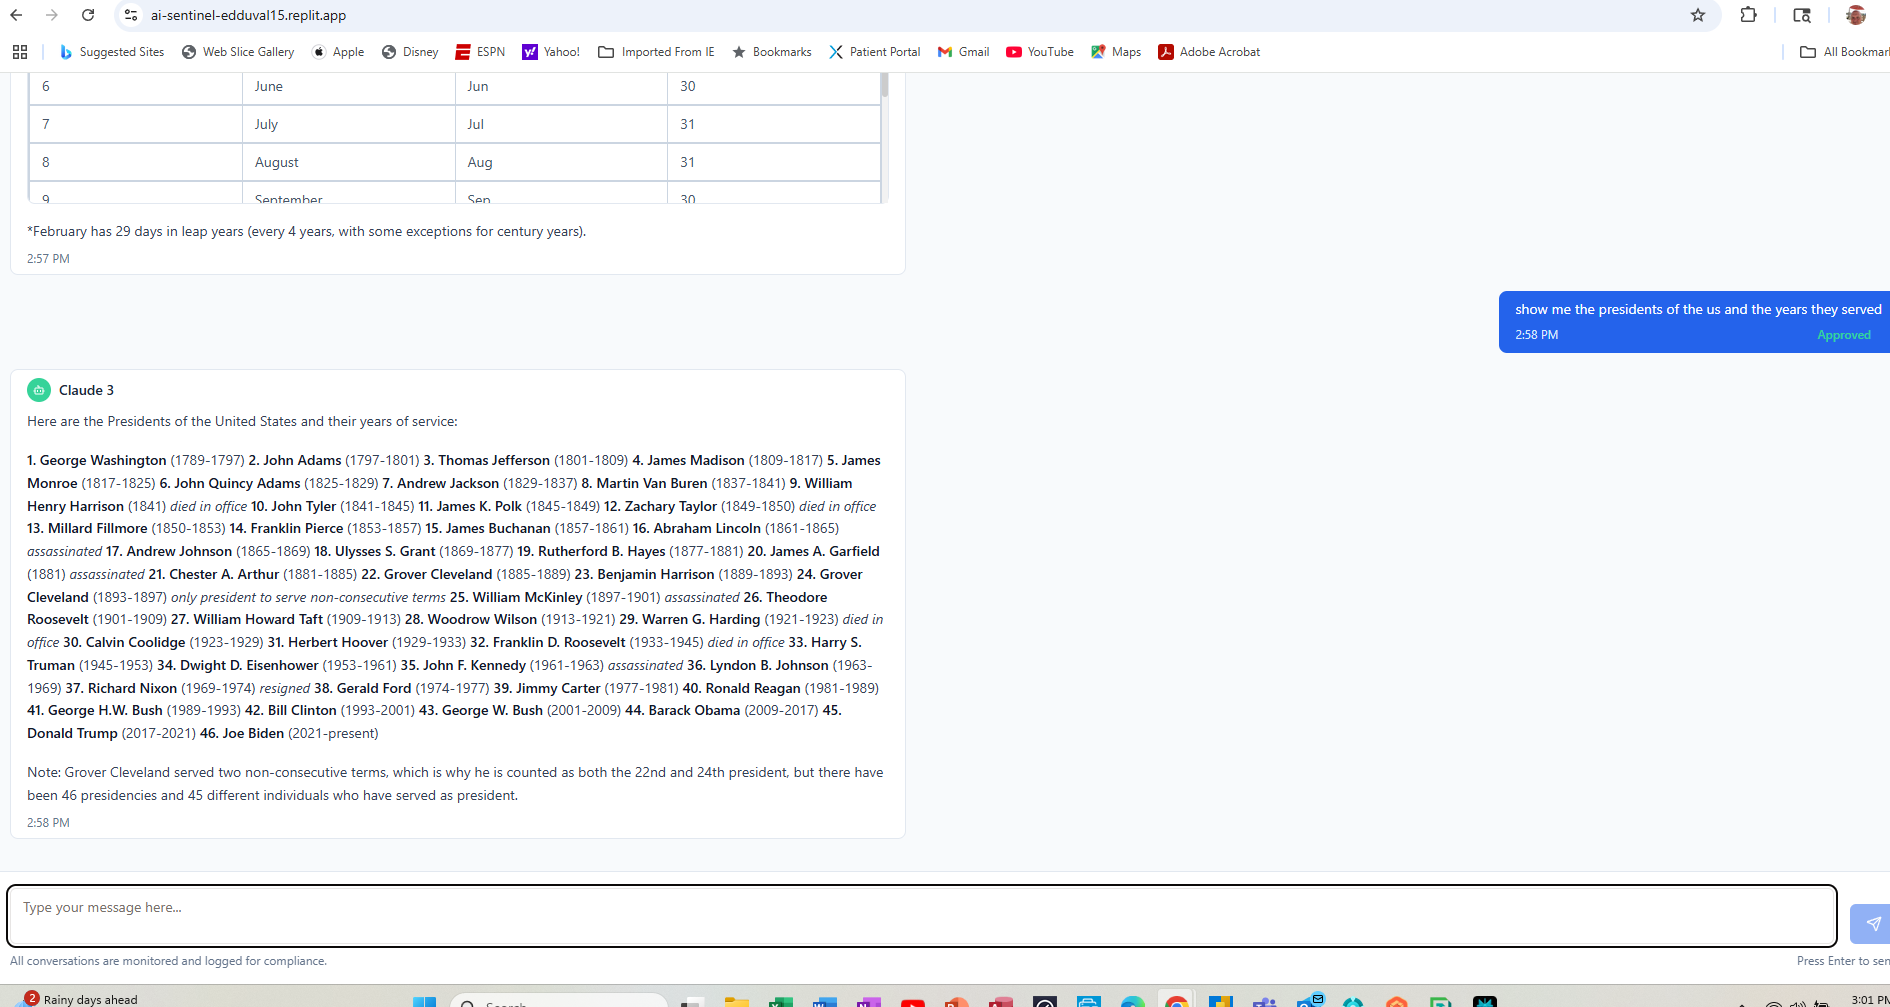 ai-sentinel-edduval15.replit.app
Suggested Sites Web Slice Gallery Apple Disney ESPN Yahoo! Imported From IE Bookmarks Patient Portal Gmail YouTube Maps Adobe Acrobat All Bookmar
6 June Jun 30
7 July Jul 31
8 August Aug 31
9 September Sep 30
*February has 29 days in leap years (every 4 years, with some exceptions for century years).
2:57 PM
show me the presidents of the us and the years they served
2:58 PM Approved
Claude 3
Here are the Presidents of the United States and their years of service:
1. George Washington (1789-1797) 2. John Adams (1797-1801) 3. Thomas Jefferson (1801-1809) 4. James Madison (1809-1817) 5. James
Monroe (1817-1825) 6. John Quincy Adams (1825-1829) 7. Andrew Jackson (1829-1837) 8. Martin Van Buren (1837-1841) 9. William
Henry Harrison (1841) died in office 10. John Tyler (1841-1845) 11. James K. Polk (1845-1849) 12. Zachary Taylor (1849-1850) died in office
13. Millard Fillmore (1850-1853) 14. Franklin Pierce (1853-1857) 15. James Buchanan (1857-1861) 16. Abraham Lincoln (1861-1865)
assassinated 17. Andrew Johnson (1865-1869) 18. Ulysses S. Grant (1869-1877) 19. Rutherford B. Hayes (1877-1881) 20. James A. Garfield
(1881) assassinated 21. Chester A. Arthur (1881-1885) 22. Grover Cleveland (1885-1889) 23. Benjamin Harrison (1889-1893) 24. Grover
Cleveland (1893-1897) only president to serve non-consecutive terms 25. William McKinley (1897-1901) assassinated 26. Theodore
Roosevelt (1901-1909) 27. William Howard Taft (1909-1913) 28. Woodrow Wilson (1913-1921) 29. Warren G. Harding (1921-1923) died in
office 30. Calvin Coolidge (1923-1929) 31. Herbert Hoover (1929-1933) 32. Franklin D. Roosevelt (1933-1945) died in office 33. Harry S.
Truman (1945-1953) 34. Dwight D. Eisenhower (1953-1961) 35. John F. Kennedy (1961-1963) assassinated 36. Lyndon B. Johnson (1963-
1969) 37. Richard Nixon (1969-1974) resigned 38. Gerald Ford (1974-1977) 39. Jimmy Carter (1977-1981) 40. Ronald Reagan (1981-1989)
41. George H.W. Bush (1989-1993) 42. Bill Clinton (1993-2001) 43. George W. Bush (2001-2009) 44. Barack Obama (2009-2017) 45.
Donald Trump (2017-2021) 46. Joe Biden (2021-present)
Note: Grover Cleveland served two non-consecutive terms, which is why he is counted as both the 22nd and 24th president, but there have
been 46 presidencies and 45 different individuals who have served as president.
2:58 PM
Type your message here...
All conversations are monitored and logged for compliance. Press Enter to sen
2 Rainy days ahead Search 3:01 PM